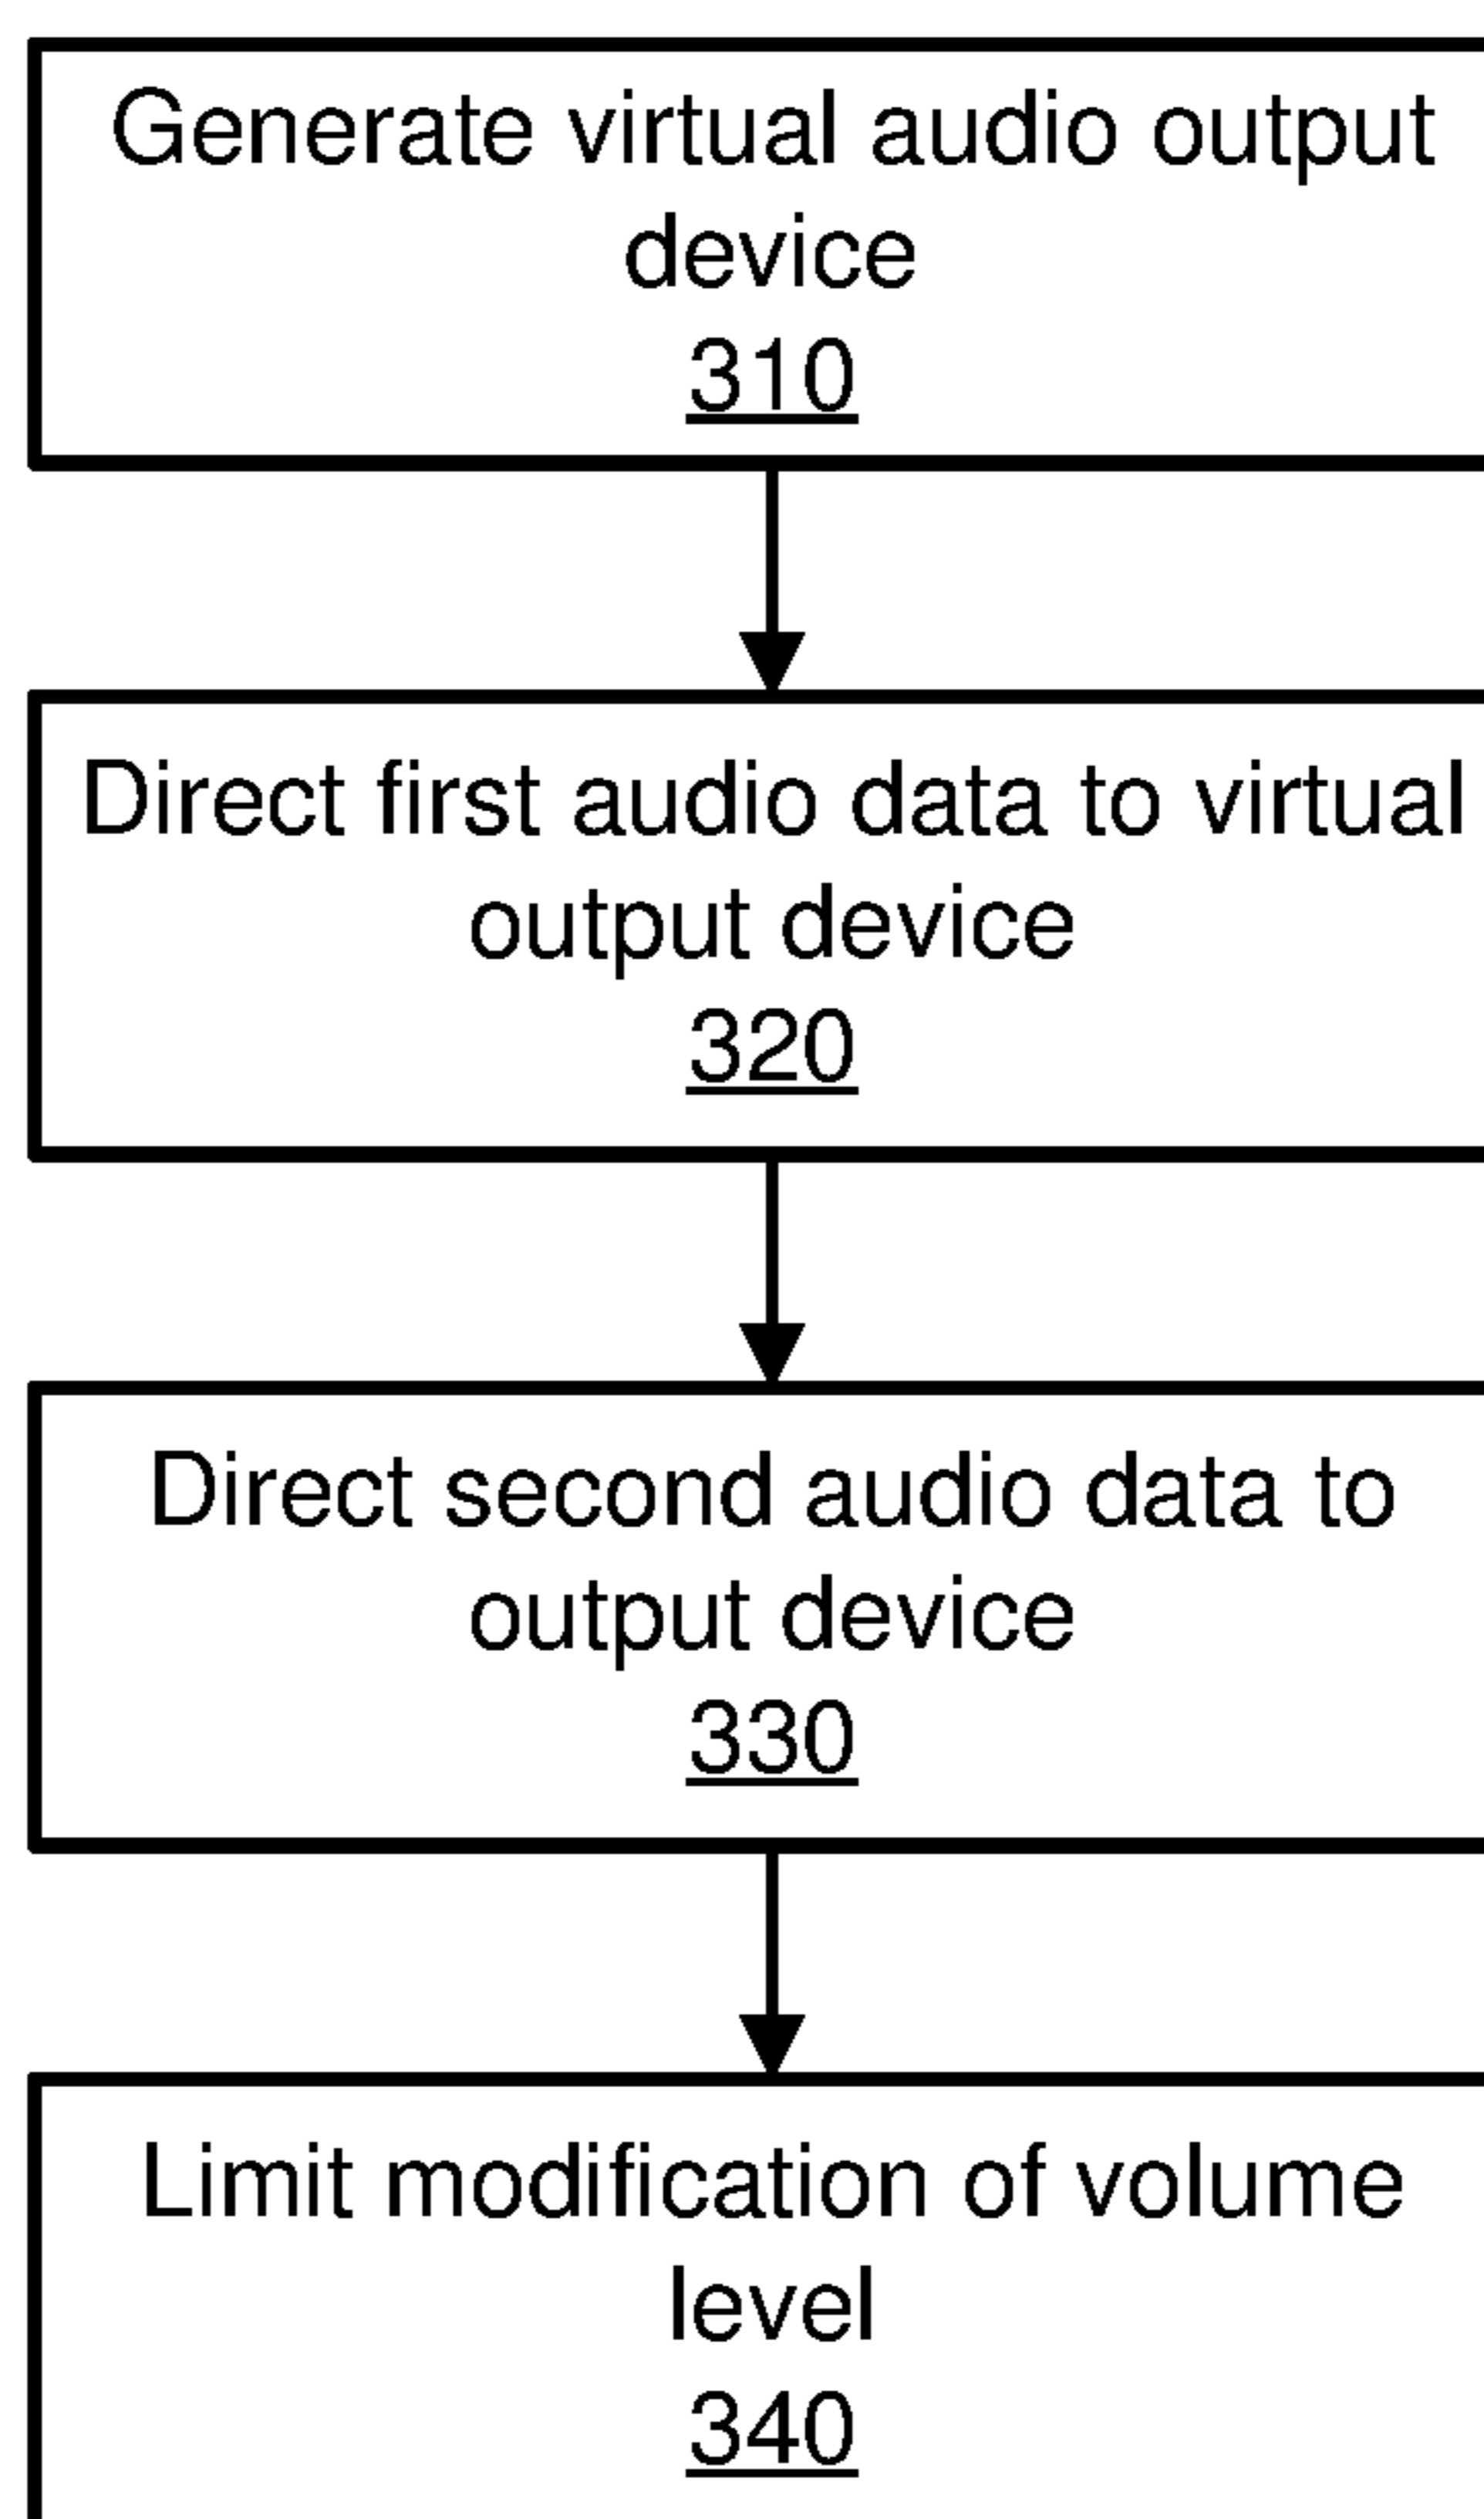 Generate virtual audio output
device
310
Direct first audio data to virtual
output device
320
Direct second audio data to
output device
330
Limit modification of volume
level
340